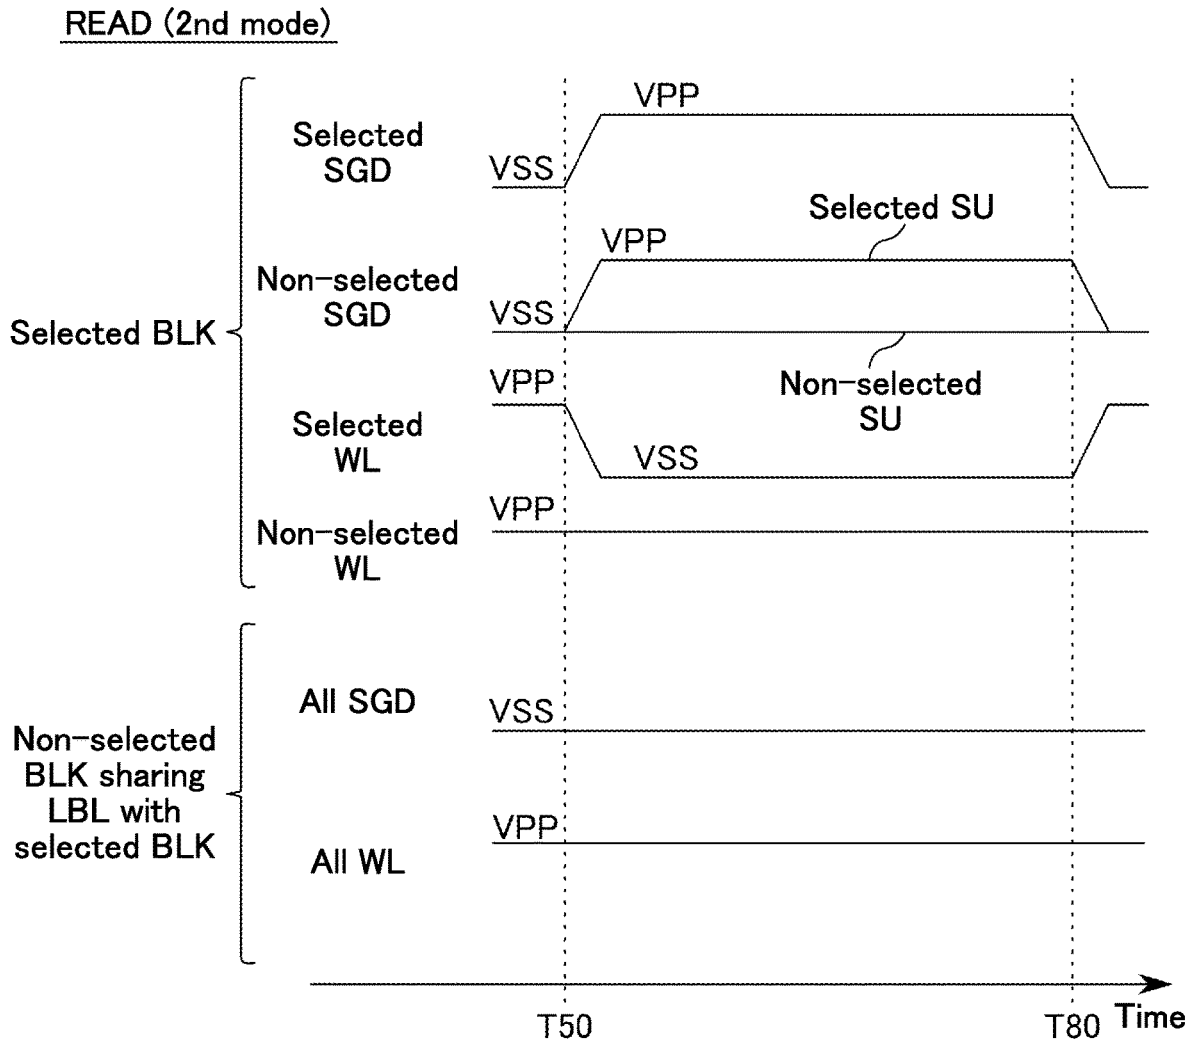 READ (2nd mode)
VPP
Selected
SGD
VSS
Selected SU
VPP
Non-selected
SGD
VSS
Selected BLK
Non-selected
SU
VPP
Selected
WL
VSS
VPP
Non-selected
WL
All SGD
VSS
Non-selected
BLK sharing
LBL with
selected BLK
VPP
All WL
T50
T80
Time